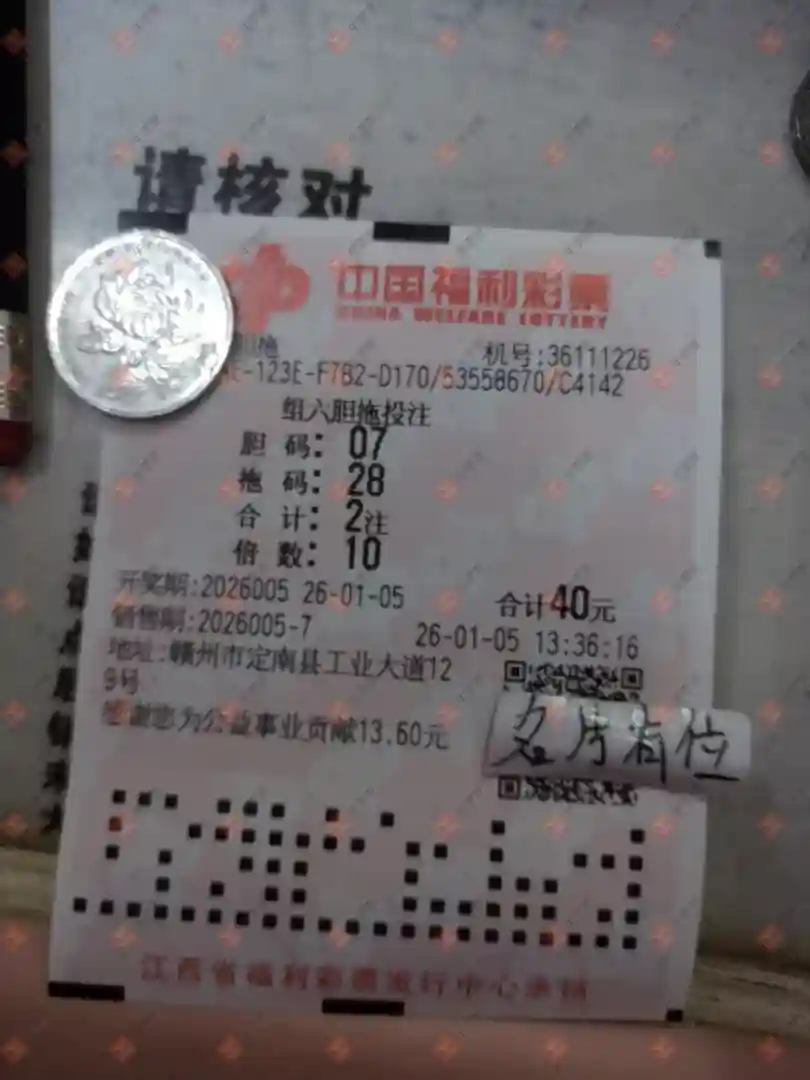 请核对
中国福利彩票
CHINA WELFARE LOTTERY
机号:36111226
-123E-F7B2-D170/53558670/C4142
组六胆拖投注
胆 码: 07
拖 码: 28
合 计: 2注
倍 数: 10
开奖期:2026005 26-01-05 合计40元
销售期:2026005-7 26-01-05 13:36:16
地址:赣州市定南县工业大道12
9号
感谢您为公益事业贡献13.60元
名片有位
江西省福利彩票发行中心承销